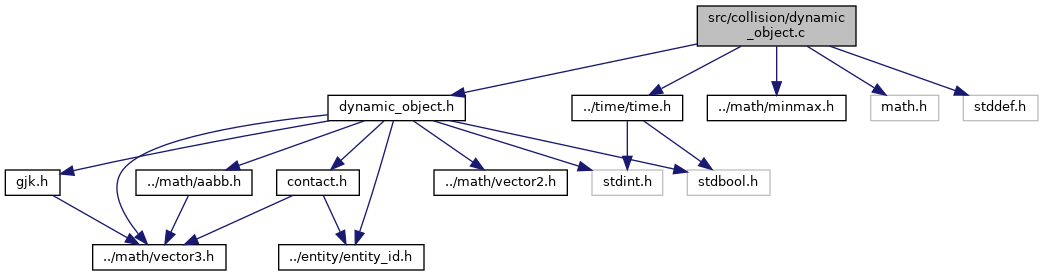 src/collision/dynamic
_object.c
dynamic_object.h
../time/time.h
../math/minmax.h
math.h
stddef.h
gjk.h
../math/aabb.h
contact.h
../math/vector2.h
stdint.h
stdbool.h
../math/vector3.h
../entity/entity_id.h